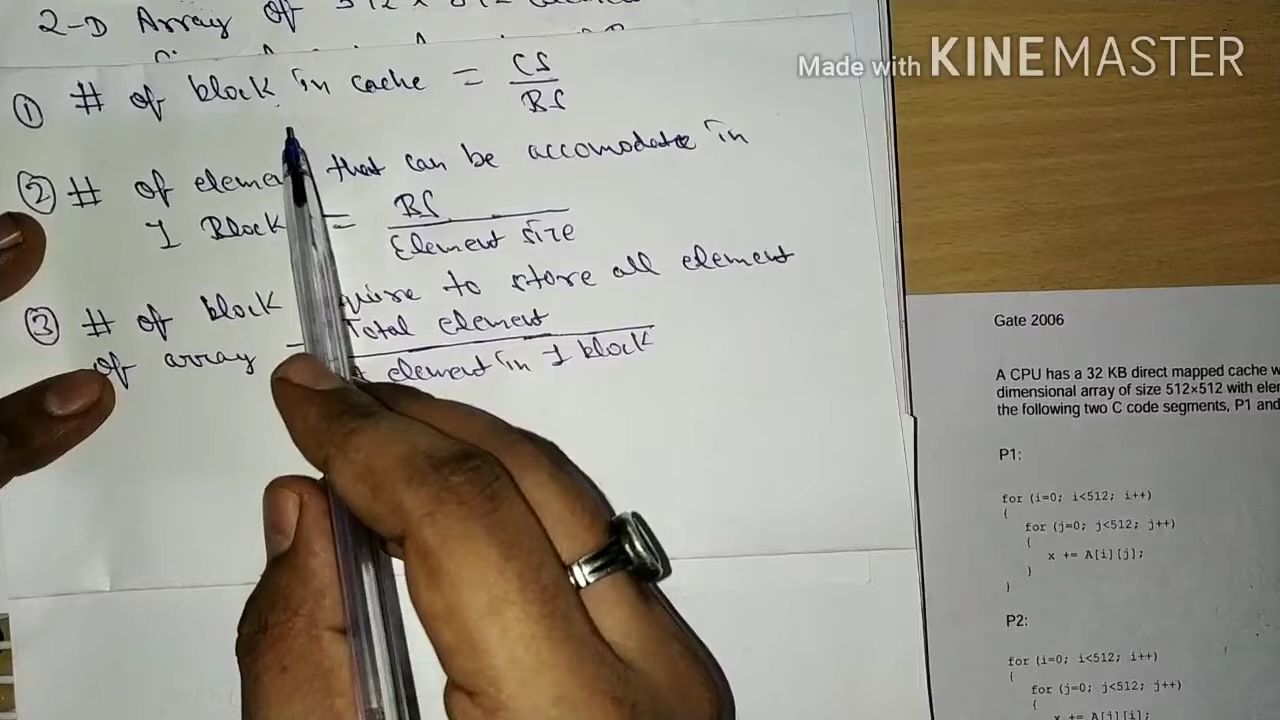 2-D Array Of 512 x 512
Made with KINEMASTER
① # of block in cache = CS
BS
② # of element that can be accomodate in
1 Block = BS
Element size
③ # of block quire to store all element
of array = Total element
element in 1 block
Gate 2006
A CPU has a 32 KB direct mapped cache w
dimensional array of size 512×512 with eler
the following two C code segments, P1 and
P1:
for (i=0; i<512; i++)
{
for (j=0; j<512; j++)
{
x += A[i][j];
}
}
P2:
for (i=0; i<512; i++)
{
for (j=0; j<512; j++)
{
x += A[j][i];